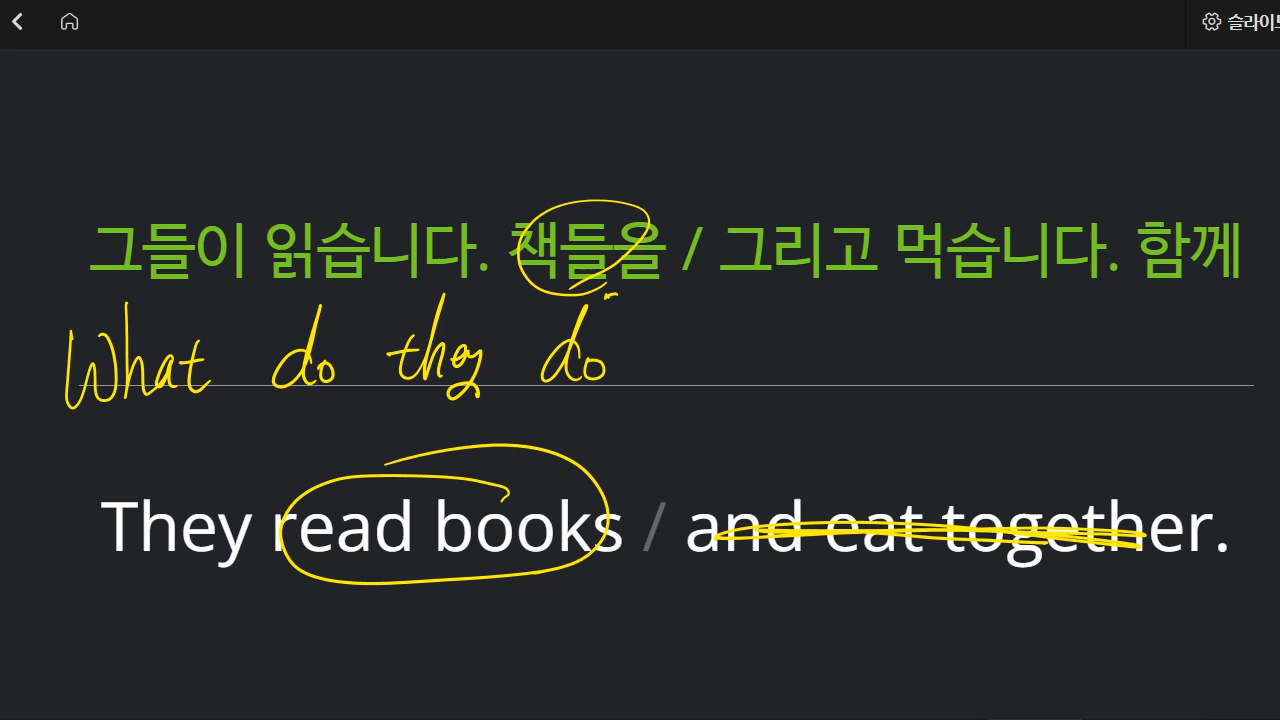 슬라이드
그들이 읽습니다. 책들을 / 그리고 먹습니다. 함께
What do they do
They read books / and eat together.